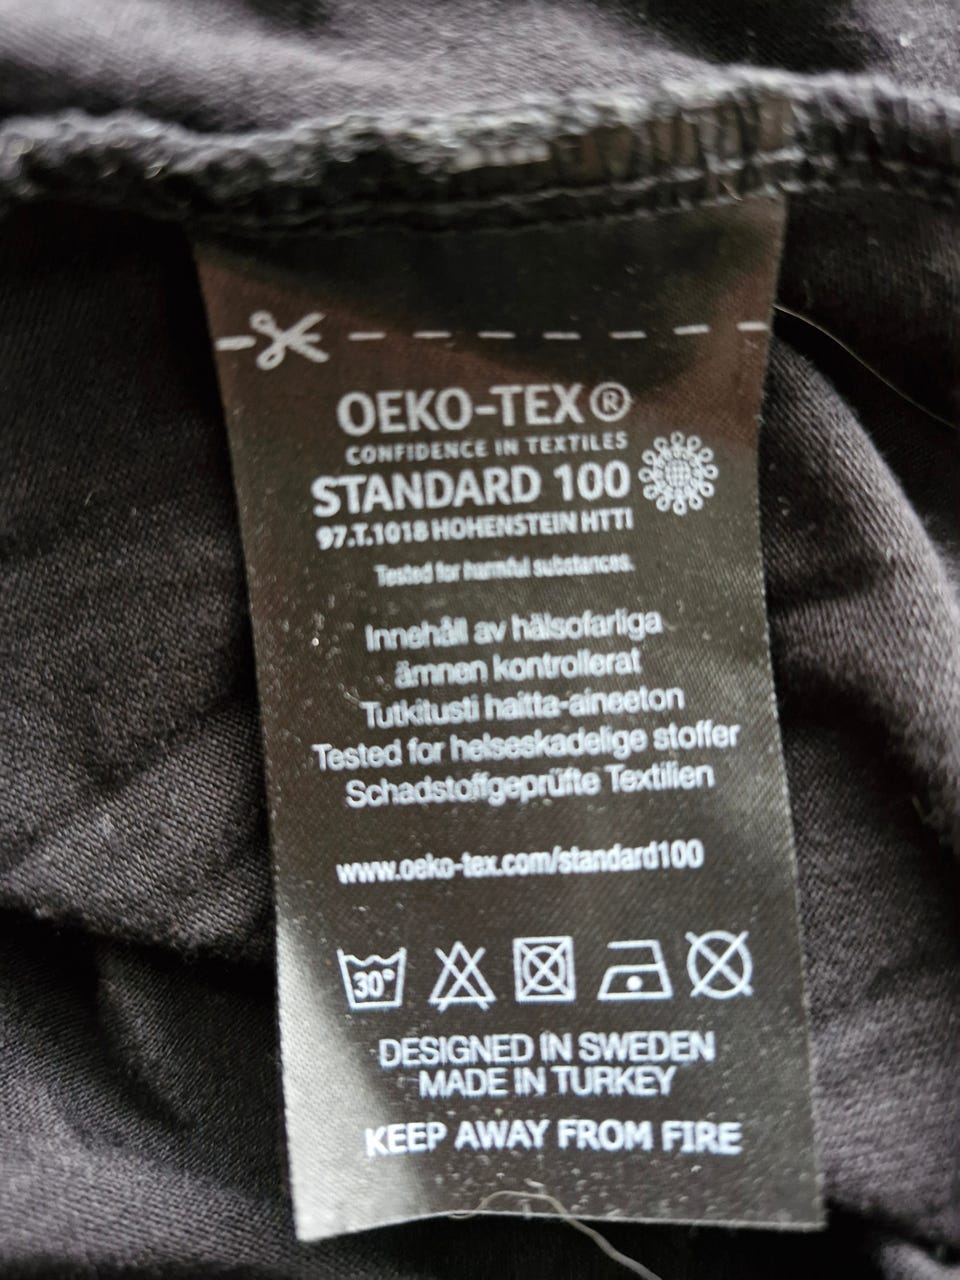 OEKO-TEX®
CONFIDENCE IN TEXTILES
STANDARD 100
97.T.1018 HOHENSTEIN HTTI
Tested for harmful substances.
Innehåll av hälsofarliga
ämnen kontrollerat
Tutkitusti haitta-aineeton
Tested for helseskadelige stoffer
Schadstoffgeprüfte Textilien
www.oeko-tex.com/standard100
30°
DESIGNED IN SWEDEN
MADE IN TURKEY
KEEP AWAY FROM FIRE